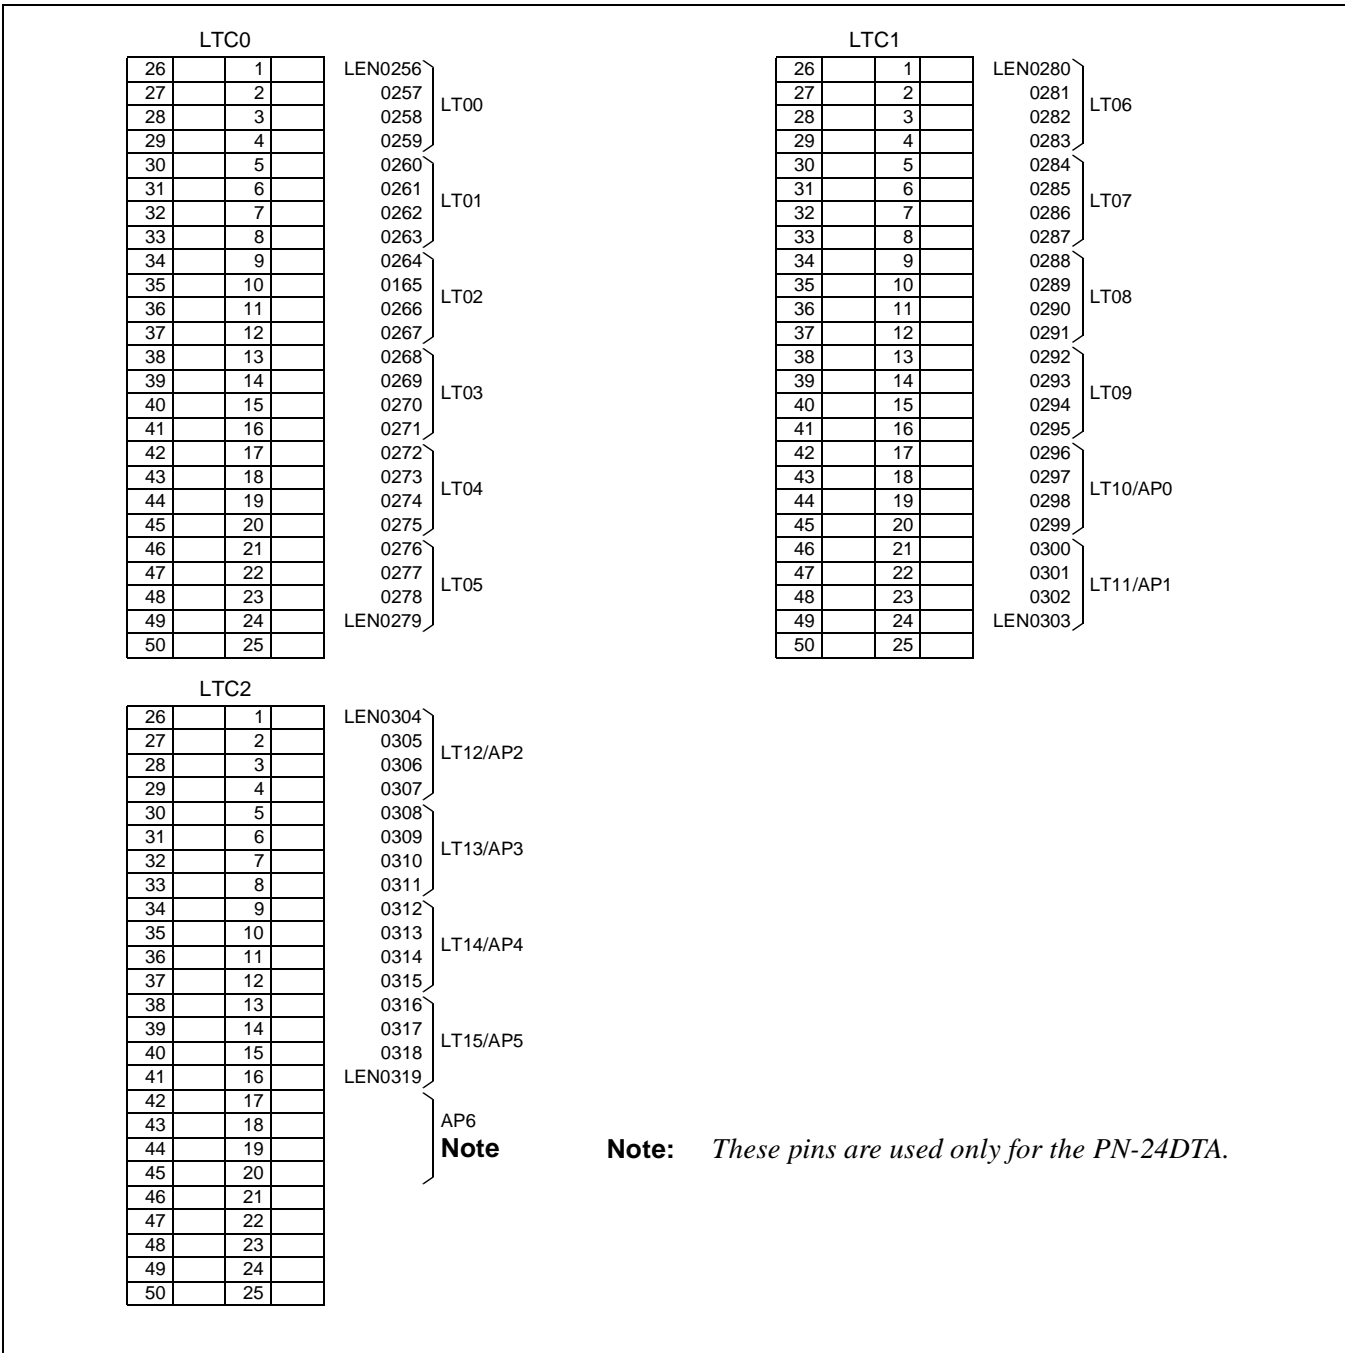 LTC0
26 1 LEN0256
27 2 0257
LT00
28 3 0258
29 4 0259
30 5 0260
31 6 0261
LT01
32 7 0262
33 8 0263
34 9 0264
35 10 0165
LT02
36 11 0266
37 12 0267
38 13 0268
39 14 0269
LT03
40 15 0270
41 16 0271
42 17 0272
43 18 0273
LT04
44 19 0274
45 20 0275
46 21 0276
47 22 0277
LT05
48 23 0278
49 24 LEN0279
50 25
LTC1
26 1 LEN0280
27 2 0281
LT06
28 3 0282
29 4 0283
30 5 0284
31 6 0285
LT07
32 7 0286
33 8 0287
34 9 0288
35 10 0289
LT08
36 11 0290
37 12 0291
38 13 0292
39 14 0293
LT09
40 15 0294
41 16 0295
42 17 0296
43 18 0297
LT10/AP0
44 19 0298
45 20 0299
46 21 0300
47 22 0301
LT11/AP1
48 23 0302
49 24 LEN0303
50 25
LTC2
26 1 LEN0304
27 2 0305
LT12/AP2
28 3 0306
29 4 0307
30 5 0308
31 6 0309
LT13/AP3
32 7 0310
33 8 0311
34 9 0312
35 10 0313
LT14/AP4
36 11 0314
37 12 0315
38 13 0316
39 14 0317
LT15/AP5
40 15 0318
41 16 LEN0319
42 17
43 18 AP6
44 19 Note
45 20
46 21
47 22
48 23
49 24
50 25
Note: These pins are used only for the PN-24DTA.